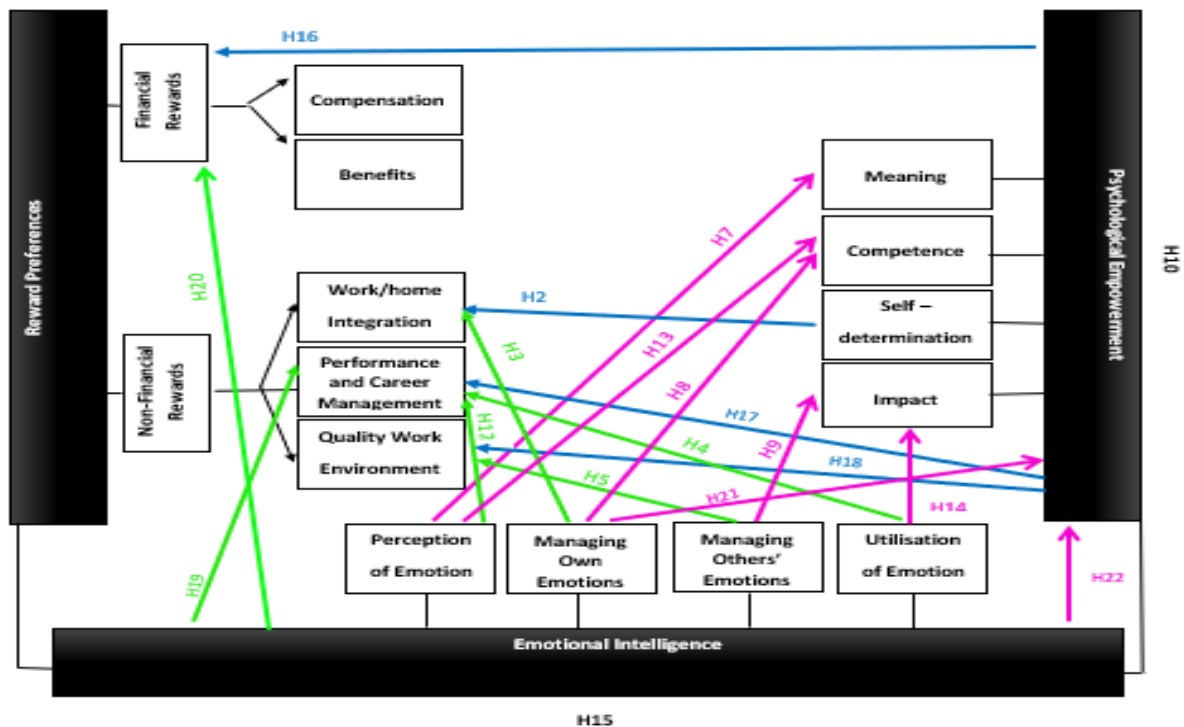 H16
Financial
Rewards
Compensation
Benefits
Meaning
Competence
Self –
determination
Impact
Psychological Empowerment
H10
Reward Preferences
Non-Financial
Rewards
Work/home
Integration
Performance
and Career
Management
Quality Work
Environment
H20
H7
H2
H13
H3
H8
H12
H17
H4
H9
H18
H5
H21
H14
H19
H22
Perception
of Emotion
Managing
Own
Emotions
Managing
Others’
Emotions
Utilisation
of Emotion
Emotional Intelligence
H15